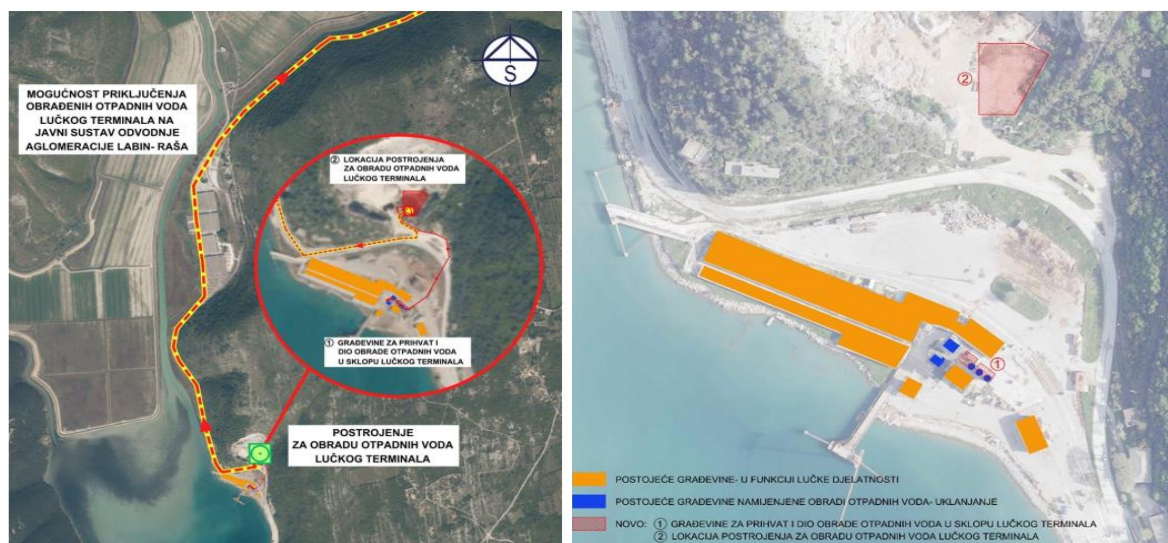 MOGUĆNOST PRIKLJUČENJA
OBRAĐENIH OTPADNIH VODA
LUČKOG TERMINALA NA
JAVNI SUSTAV ODVODNJE
AGLOMERACIJE LABIN- RAŠA
S
② LOKACIJA POSTROJENJA
ZA OBRADU OTPADNIH VODA
LUČKOG TERMINALA
① GRAĐEVINE ZA PRIHVAT I
DIO OBRADE OTPADNIH VODA
U SKLOPU LUČKOG TERMINALA
POSTROJENJE
ZA OBRADU OTPADNIH VODA
LUČKOG TERMINALA
②
①
POSTOJEĆE GRAĐEVINE- U FUNKCIJI LUČKE DJELATNOSTI
POSTOJEĆE GRAĐEVINE NAMIJENJENE OBRADI OTPADNIH VODA- UKLANJANJE
NOVO: ① GRAĐEVINE ZA PRIHVAT I DIO OBRADE OTPADNIH VODA U SKLOPU LUČKOG TERMINALA
② LOKACIJA POSTROJENJA ZA OBRADU OTPADNIH VODA LUČKOG TERMINALA